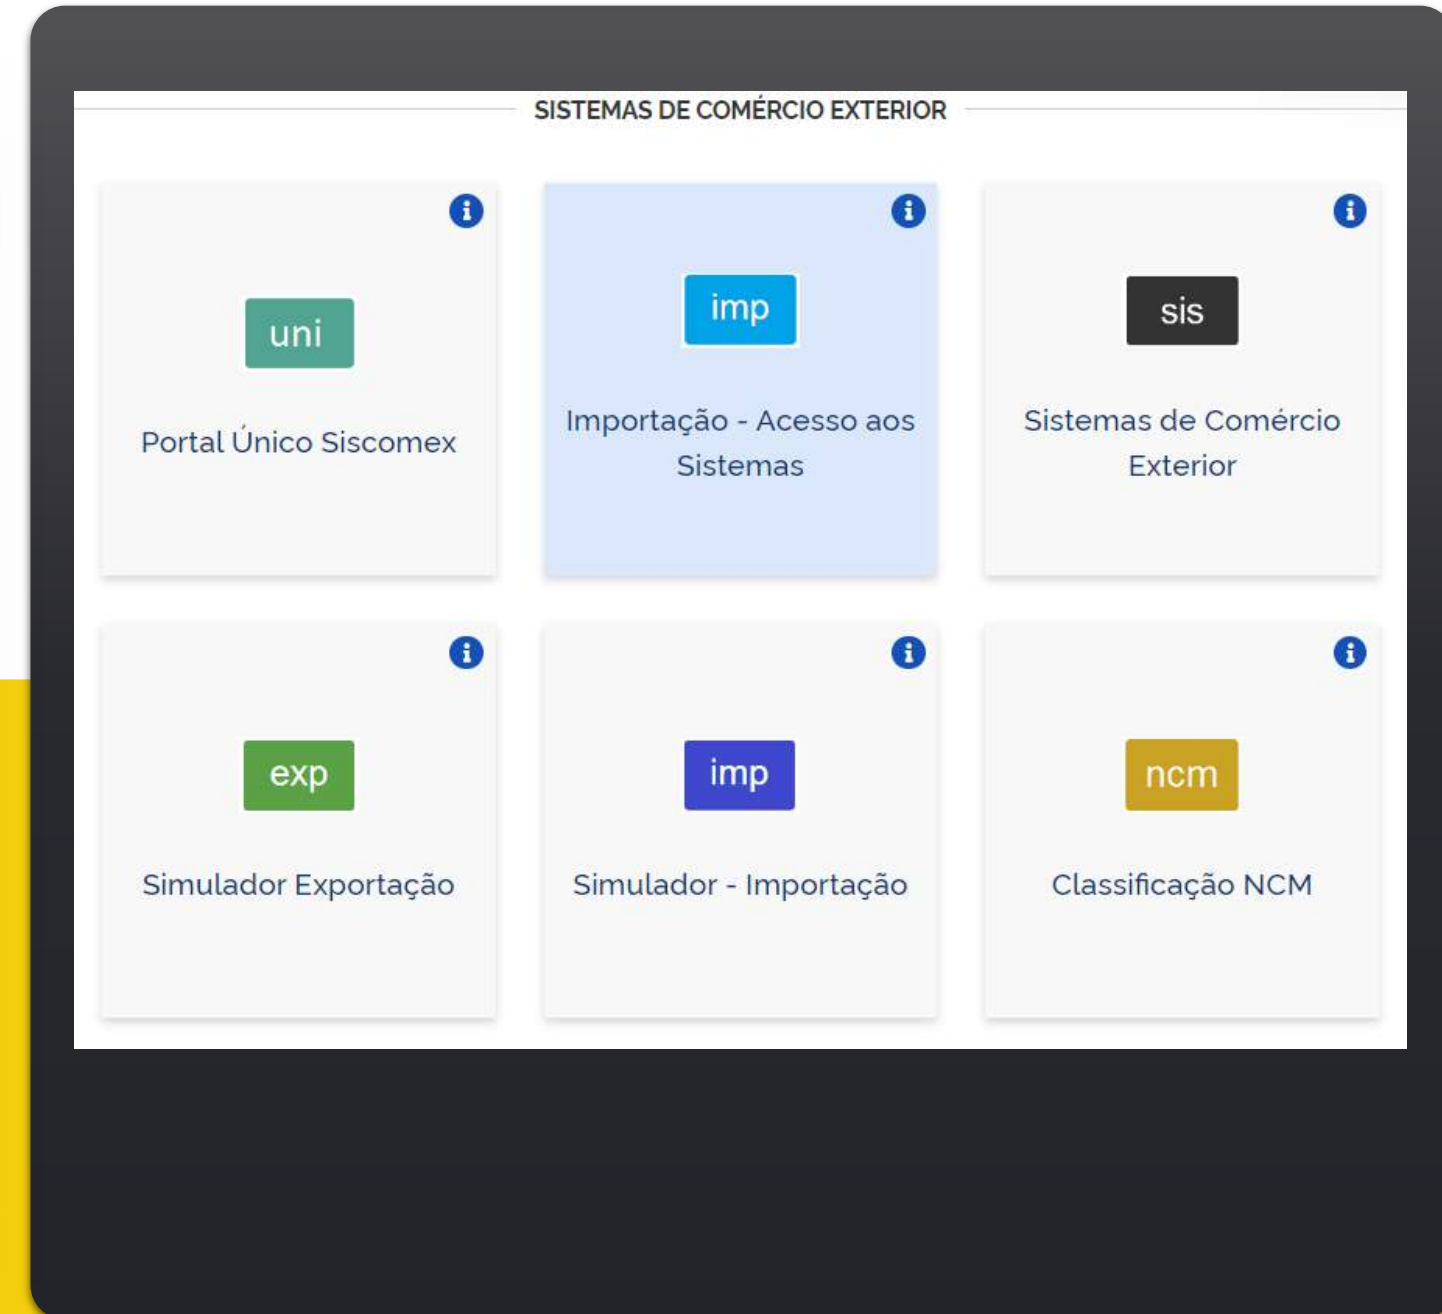 SISTEMAS DE COMÉRCIO EXTERIOR
uni
Portal Único Siscomex
imp
Importação - Acesso aos
Sistemas
sis
Sistemas de Comércio
Exterior
exp
Simulador Exportação
imp
Simulador - Importação
ncm
Classificação NCM